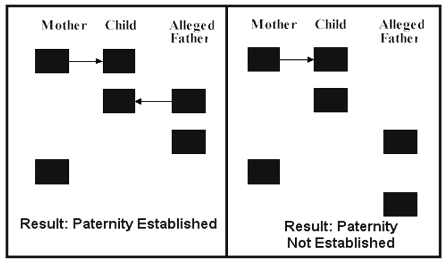 Mother Child Alleged
Father
Result: Paternity Established
Mother Child Alleged
Father
Result: Paternity
Not Established